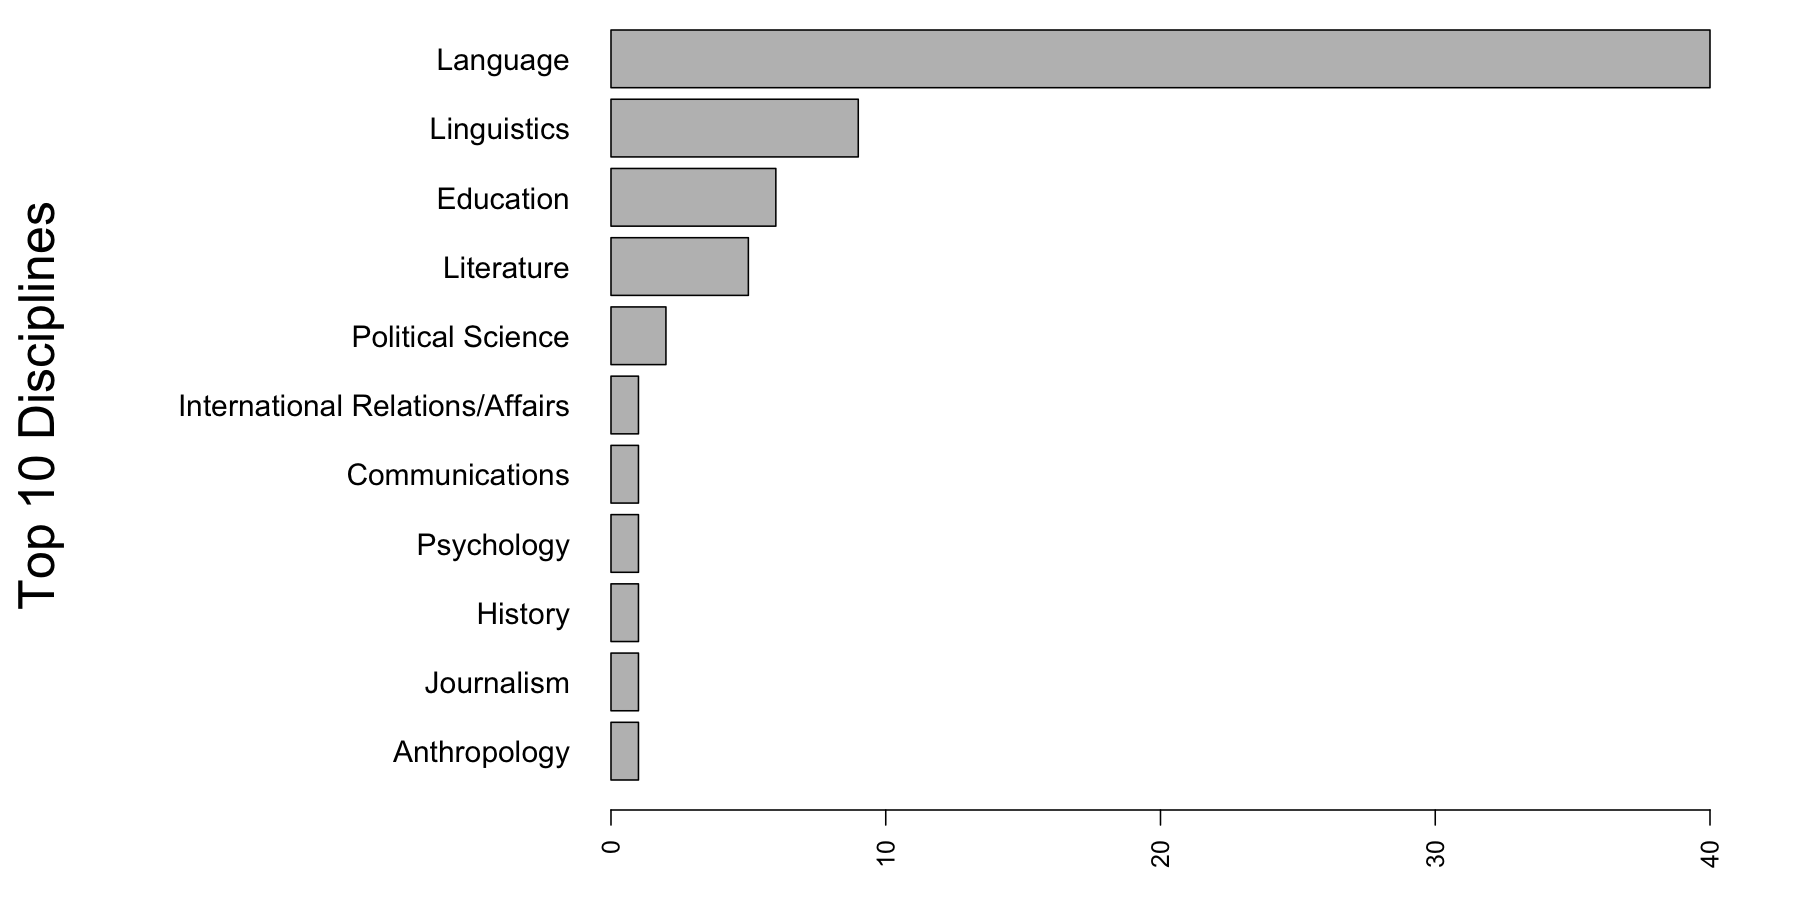 Top 10 Disciplines
Language
Linguistics
Education
Literature
Political Science
International Relations/Affairs
Communications
Psychology
History
Journalism
Anthropology
0
10
20
30
40